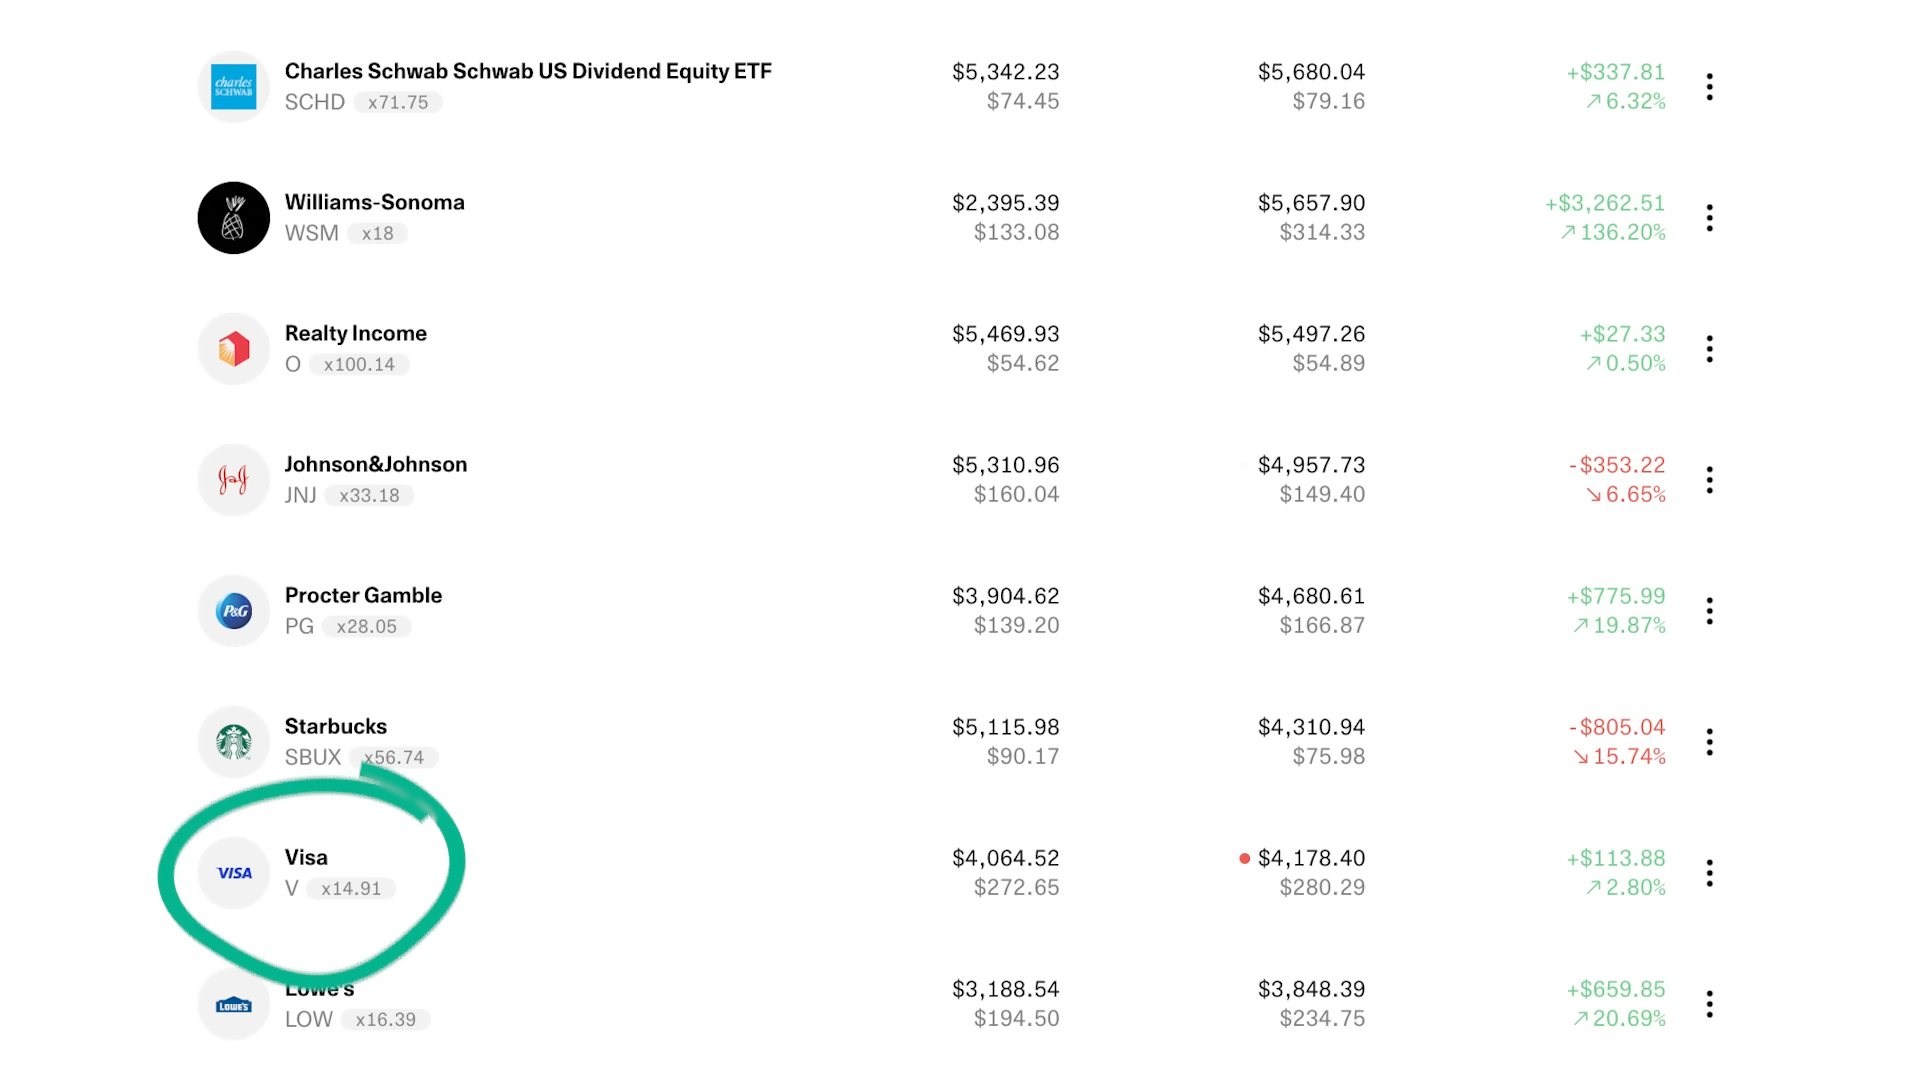 charles
SCHWAB
Charles Schwab Schwab US Dividend Equity ETF
SCHD x71.75
$5,342.23
$74.45
$5,680.04
$79.16
+$337.81
↗6.32%
Williams-Sonoma
WSM x18
$2,395.39
$133.08
$5,657.90
$314.33
+$3,262.51
↗136.20%
Realty Income
O x100.14
$5,469.93
$54.62
$5,497.26
$54.89
+$27.33
↗0.50%
J&J
Johnson&Johnson
JNJ x33.18
$5,310.96
$160.04
$4,957.73
$149.40
-$353.22
↘6.65%
P&G
Procter Gamble
PG x28.05
$3,904.62
$139.20
$4,680.61
$166.87
+$775.99
↗19.87%
Starbucks
SBUX x56.74
$5,115.98
$90.17
$4,310.94
$75.98
-$805.04
↘15.74%
VISA
Visa
V x14.91
$4,064.52
$272.65
$4,178.40
$280.29
+$113.88
↗2.80%
LOWE'S
Lowe's
LOW x16.39
$3,188.54
$194.50
$3,848.39
$234.75
+$659.85
↗20.69%